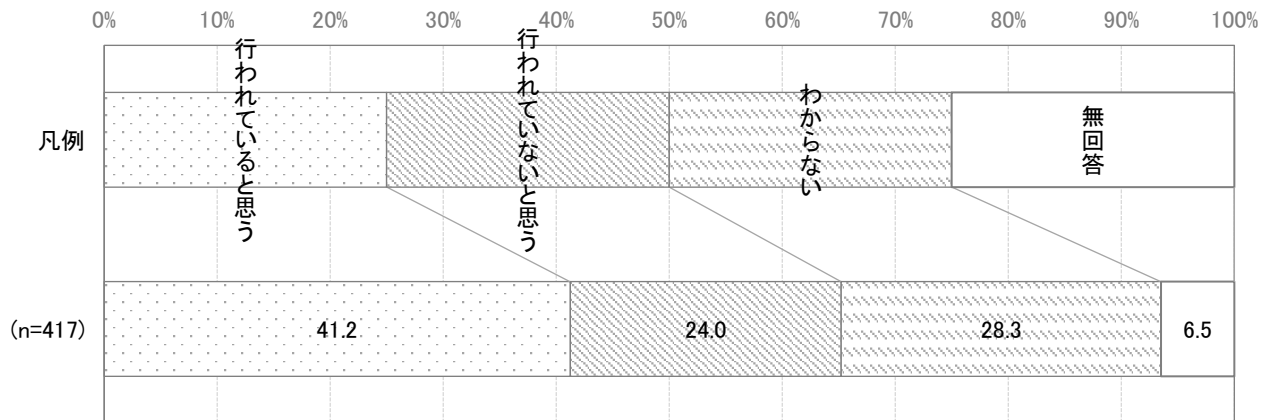 0% 10% 20% 30% 40% 50% 60% 70% 80% 90% 100%
凡例
行われていると思う
行われていないと思う
わからない
無回答
(n=417)
41.2 24.0 28.3 6.5